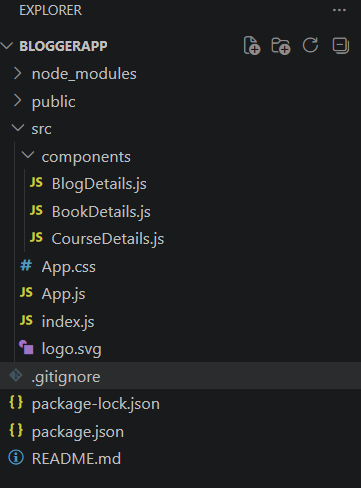 EXPLORER
BLOGGERAPP
node_modules
public
src
components
JS BlogDetails.js
JS BookDetails.js
JS CourseDetails.js
# App.css
JS App.js
JS index.js
logo.svg
.gitignore
{} package-lock.json
{} package.json
README.md